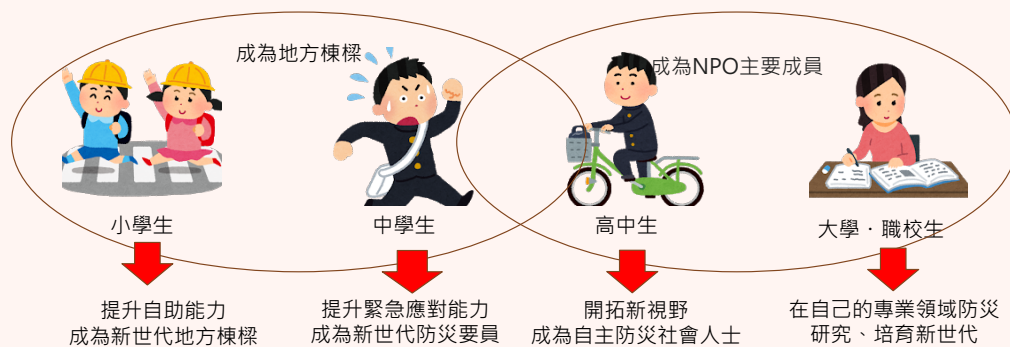 成為地方棟樑
成為NPO主要成員
小學生
中學生
高中生
大學・職校生
提升自助能力
成為新世代地方棟樑
提升緊急應對能力
成為新世代防災要員
開拓新視野
成為自主防災社會人士
在自己的專業領域防災
研究、培育新世代